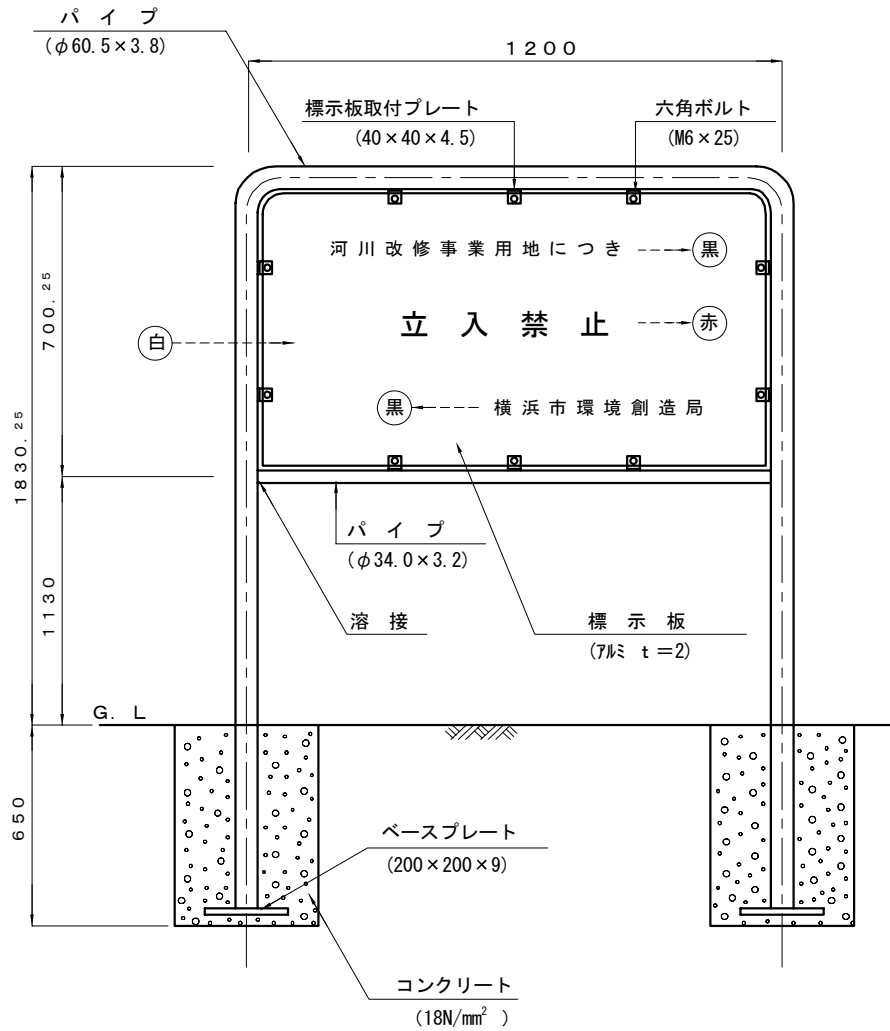 パイプ
(φ60.5×3.8)
1200
標示板取付プレート
(40×40×4.5)
六角ボルト
(M6×25)
河川改修事業用地につき
黒
立入禁止
赤
白
黒
横浜市環境創造局
700.25
1830.25
1130
650
パイプ
(φ34.0×3.2)
溶接
標示板
(アルミ t=2)
G. L
ベースプレート
(200×200×9)
コンクリート
(18N/mm²)